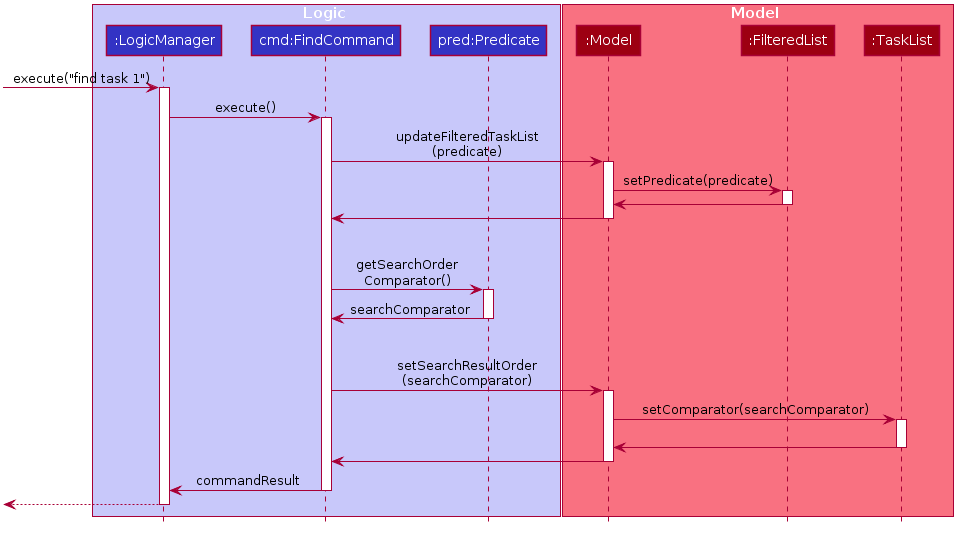 Logic
Model
:LogicManager
cmd:FindCommand
pred:Predicate
:Model
:FilteredList
:TaskList
execute("find task 1")
execute()
updateFilteredTaskList
(predicate)
setPredicate(predicate)
getSearchOrder
Comparator()
searchComparator
setSearchResultOrder
(searchComparator)
setComparator(searchComparator)
commandResult